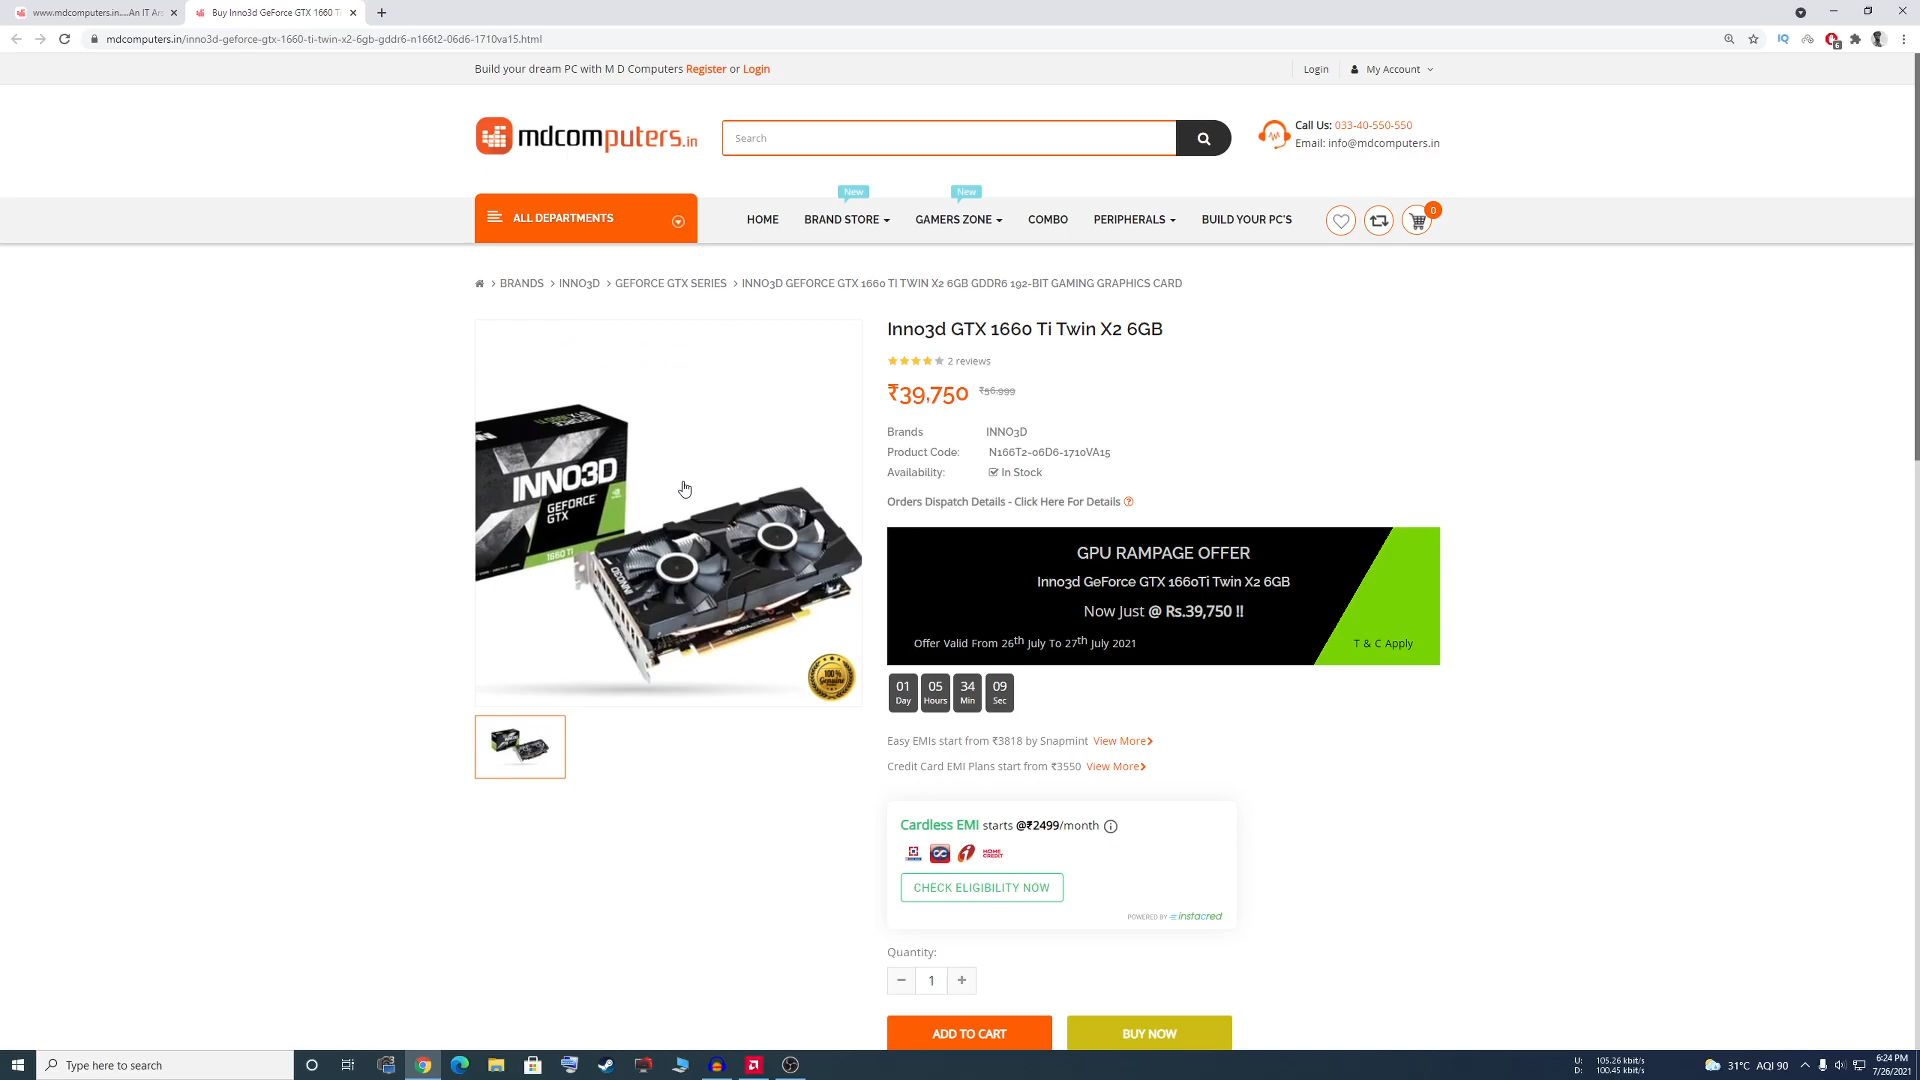 www.mdcomputers.in.....An IT Are
Buy Inno3d GeForce GTX 1660 Ti
mdcomputers.in/inno3d-geforce-gtx-1660-ti-twin-x2-6gb-gddr6-n166t2-06d6-1710va15.html
IQ
6
Build your dream PC with M D Computers Register or Login
Login
My Account
mdcomputers.in
Search
Call Us: 033-40-550-550
Email: info@mdcomputers.in
New
New
0
ALL DEPARTMENTS
HOME
BRAND STORE
GAMERS ZONE
COMBO
PERIPHERALS
BUILD YOUR PC'S
BRANDS > INNO3D > GEFORCE GTX SERIES > INNO3D GEFORCE GTX 1660 TI TWIN X2 6GB GDDR6 192-BIT GAMING GRAPHICS CARD
Inno3d GTX 1660 Ti Twin X2 6GB
2 reviews
₹39,750 ₹56,999
Brands INNO3D
Product Code: N166T2-06D6-1710VA15
Availability: In Stock
Orders Dispatch Details - Click Here For Details
INNO3D
GEFORCE
GTX
1660 Ti
INNO3D
100%
Genuine
GPU RAMPAGE OFFER
Inno3d GeForce GTX 1660Ti Twin X2 6GB
Now Just @ Rs.39,750 !!
Offer Valid From 26th July To 27th July 2021
T & C Apply
01 05 34 09
Day Hours Min Sec
Easy EMIs start from ₹3818 by Snapmint View More
Credit Card EMI Plans start from ₹3550 View More
Cardless EMI starts @₹2499/month
HOME CREDIT
CHECK ELIGIBILITY NOW
POWERED BY instacred
Quantity:
− 1 +
ADD TO CART
BUY NOW
Type here to search
U: 105.26 kbit/s
D: 100.45 kbit/s
31°C AQI 90
6:24 PM
7/26/2021